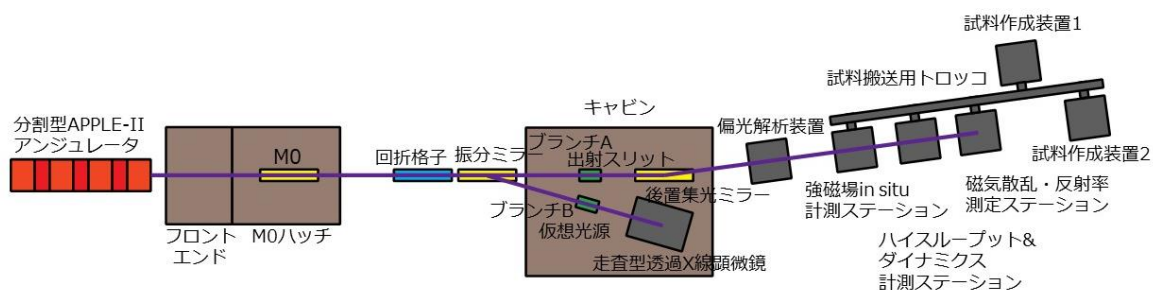 分割型APPLE-II
アンジュレータ
フロント
エンド
M0
M0ハッチ
回折格子
振分ミラー
キャビン
ブランチA
出射スリット
後置集光ミラー
ブランチB
仮想光源
走査型透過X線顕微鏡
偏光解析装置
試料搬送用トロッコ
試料作成装置1
試料作成装置2
強磁場in situ
計測ステーション
ハイスループット&
ダイナミクス
計測ステーション
磁気散乱・反射率
測定ステーション